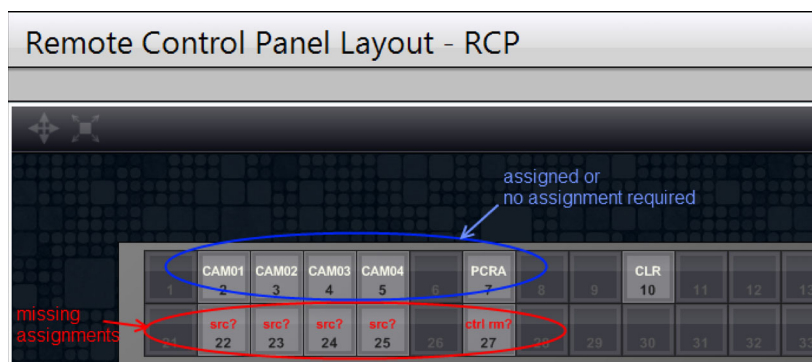 Remote Control Panel Layout - RCP
assigned or
no assignment required
CAM01 CAM02 CAM03 CAM04 PCRA CLR
1 2 3 4 5 6 7 8 9 10 11 12 13
missing
assignments
src? src? src? src? ctrl rm?
21 22 23 24 25 26 27 28 29 30 31 32 33